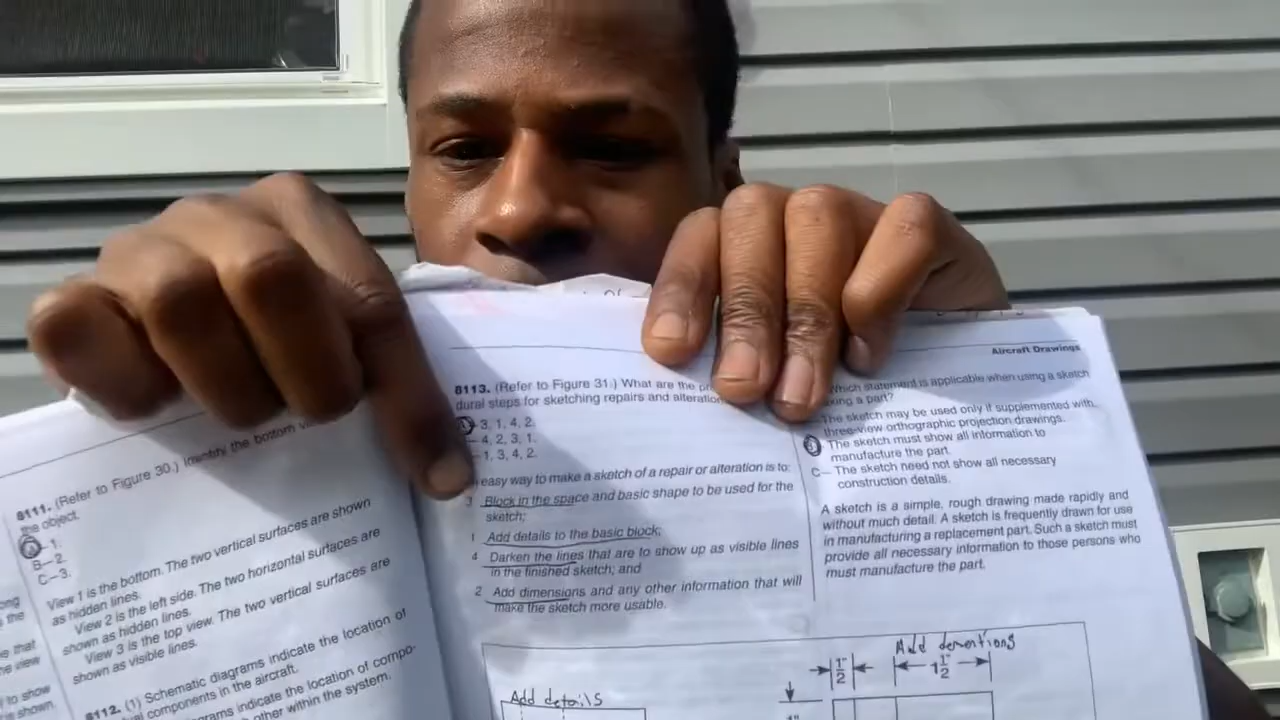 8111. (Refer to Figure 30.) Identify the bottom
the object.
1.
B—2.
C—3.
View 1 is the bottom. The two vertical surfaces are shown
as hidden lines.
View 2 is the left side. The two horizontal surfaces are
shown as hidden lines.
View 3 is the top view. The two vertical surfaces are
shown as visible lines.
8112. (1) Schematic diagrams indicate the location of
components in the aircraft.
indicate the location of compo-
other within the system.
8113. (Refer to Figure 31.) What are the
dural steps for sketching repairs and alteration
3, 1, 4, 2.
4, 2, 3, 1.
1, 3, 4, 2.
easy way to make a sketch of a repair or alteration is to:
3 Block in the space and basic shape to be used for the
sketch;
1 Add details to the basic block;
4 Darken the lines that are to show up as visible lines
in the finished sketch; and
2 Add dimensions and any other information that will
make the sketch more usable.
Add details
Aircraft Drawings
Which statement is applicable when using a sketch
a part?
The sketch may be used only if supplemented with
three-view orthographic projection drawings.
The sketch must show all information to
manufacture the part.
C— The sketch need not show all necessary
construction details.
A sketch is a simple, rough drawing made rapidly and
without much detail. A sketch is frequently drawn for use
in manufacturing a replacement part. Such a sketch must
provide all necessary information to those persons who
must manufacture the part.
Add demontions
1/2" 1 1/2"